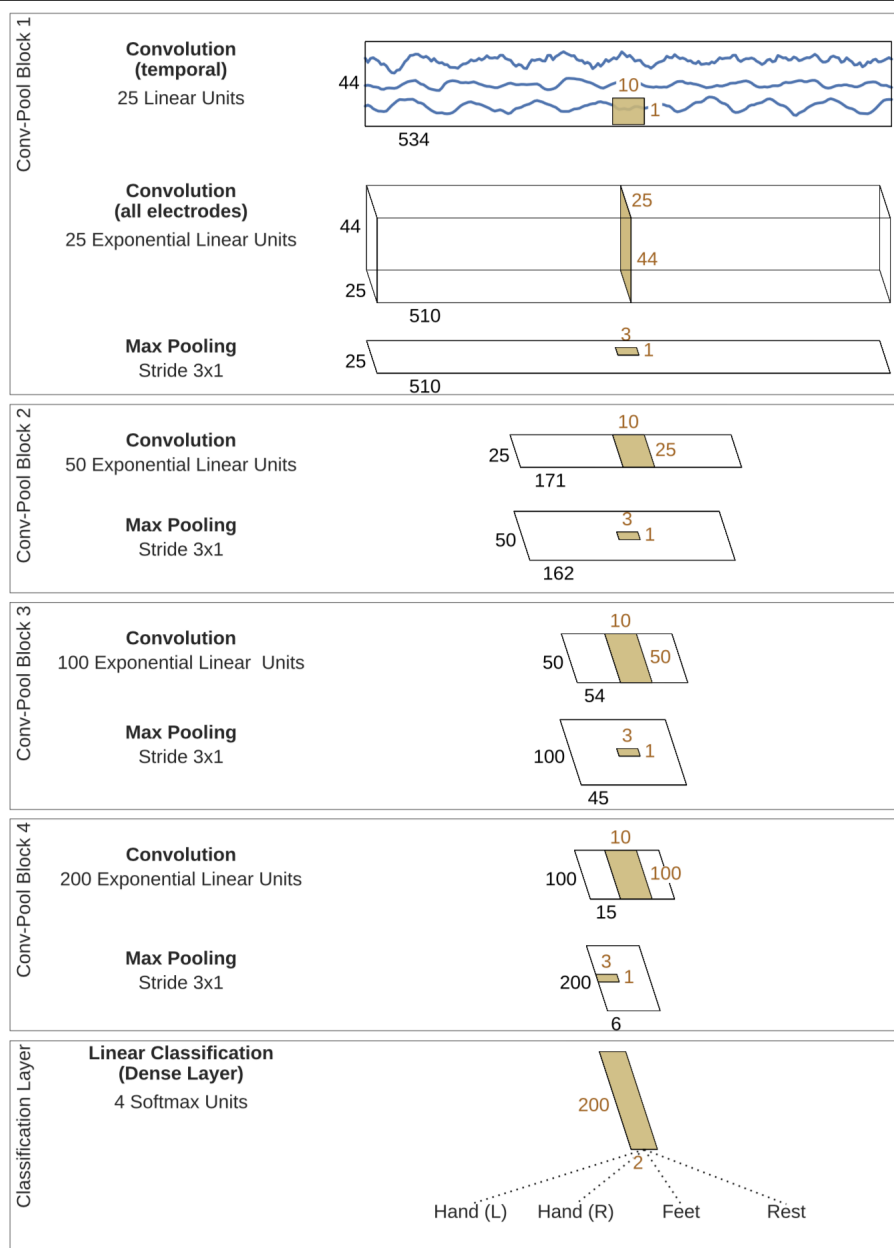 Conv-Pool Block 1
Convolution
(temporal)
25 Linear Units
44
10
1
534
Convolution
(all electrodes)
25 Exponential Linear Units
44
25
25
44
510
Max Pooling
Stride 3x1
25
3
1
510
Conv-Pool Block 2
Convolution
50 Exponential Linear Units
25
10
25
171
Max Pooling
Stride 3x1
50
3
1
162
Conv-Pool Block 3
Convolution
100 Exponential Linear  Units
50
10
50
54
Max Pooling
Stride 3x1
100
3
1
45
Conv-Pool Block 4
Convolution
200 Exponential Linear Units
100
10
100
15
Max Pooling
Stride 3x1
200
3
1
6
Classification Layer
Linear Classification
(Dense Layer)
4 Softmax Units
200
2
Hand (L) Hand (R) Feet Rest